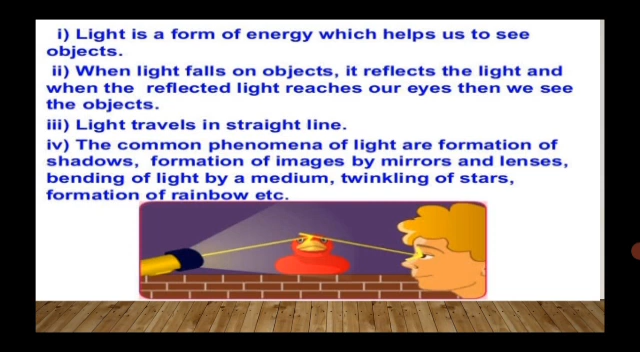 i) Light is a form of energy which helps us to see
objects.
ii) When light falls on objects, it reflects the light and
when the reflected light reaches our eyes then we see
the objects.
iii) Light travels in straight line.
iv) The common phenomena of light are formation of
shadows, formation of images by mirrors and lenses,
bending of light by a medium, twinkling of stars,
formation of rainbow etc.